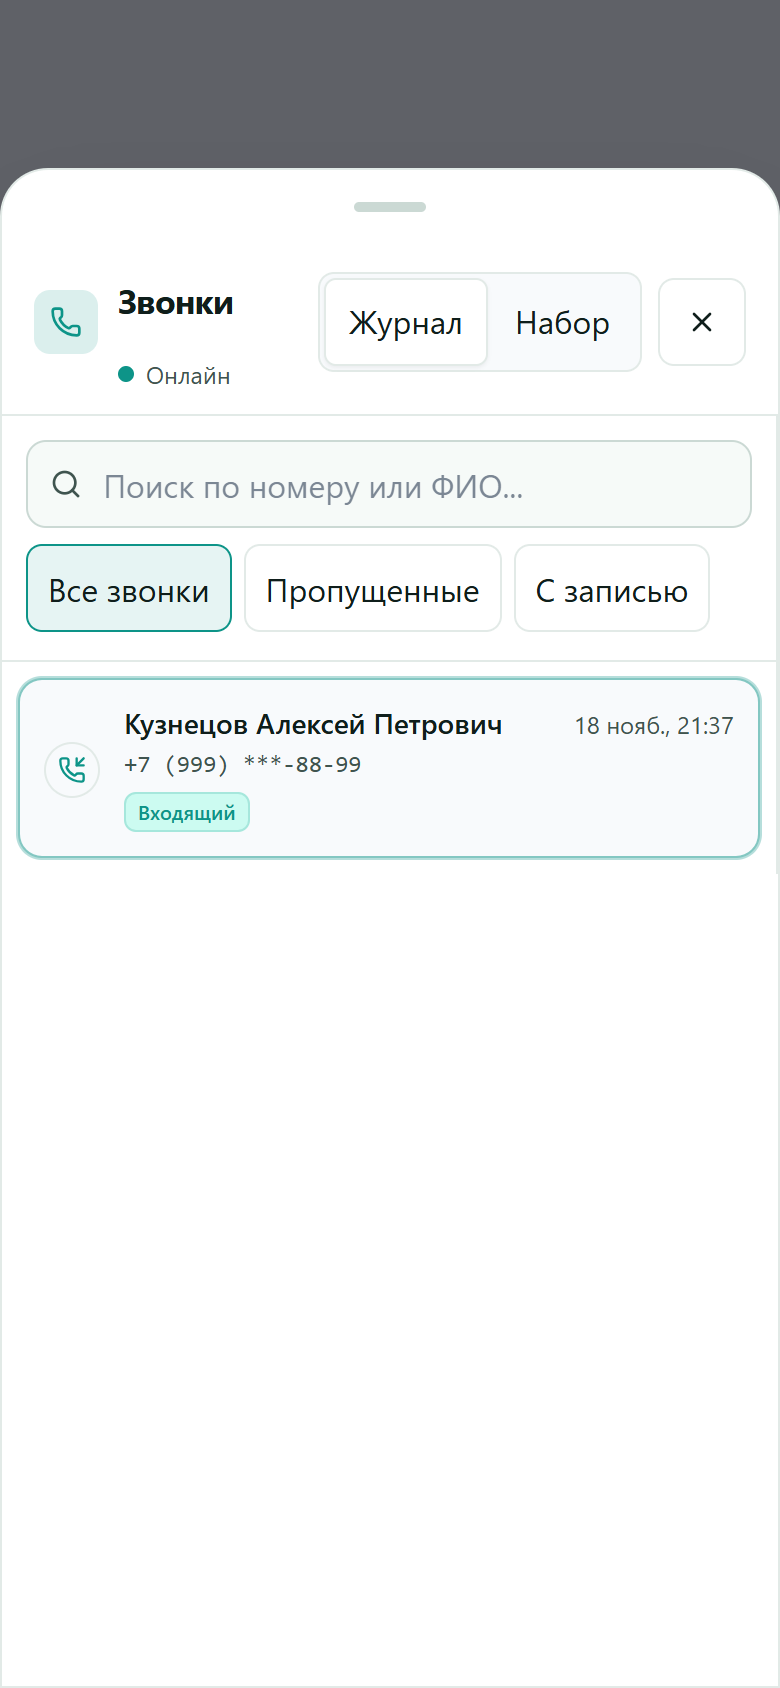 Звонки
Онлайн
Журнал
Набор
Поиск по номеру или ФИО...
Все звонки
Пропущенные
С записью
Кузнецов Алексей Петрович
18 нояб., 21:37
+7 (999) ***-88-99
Входящий